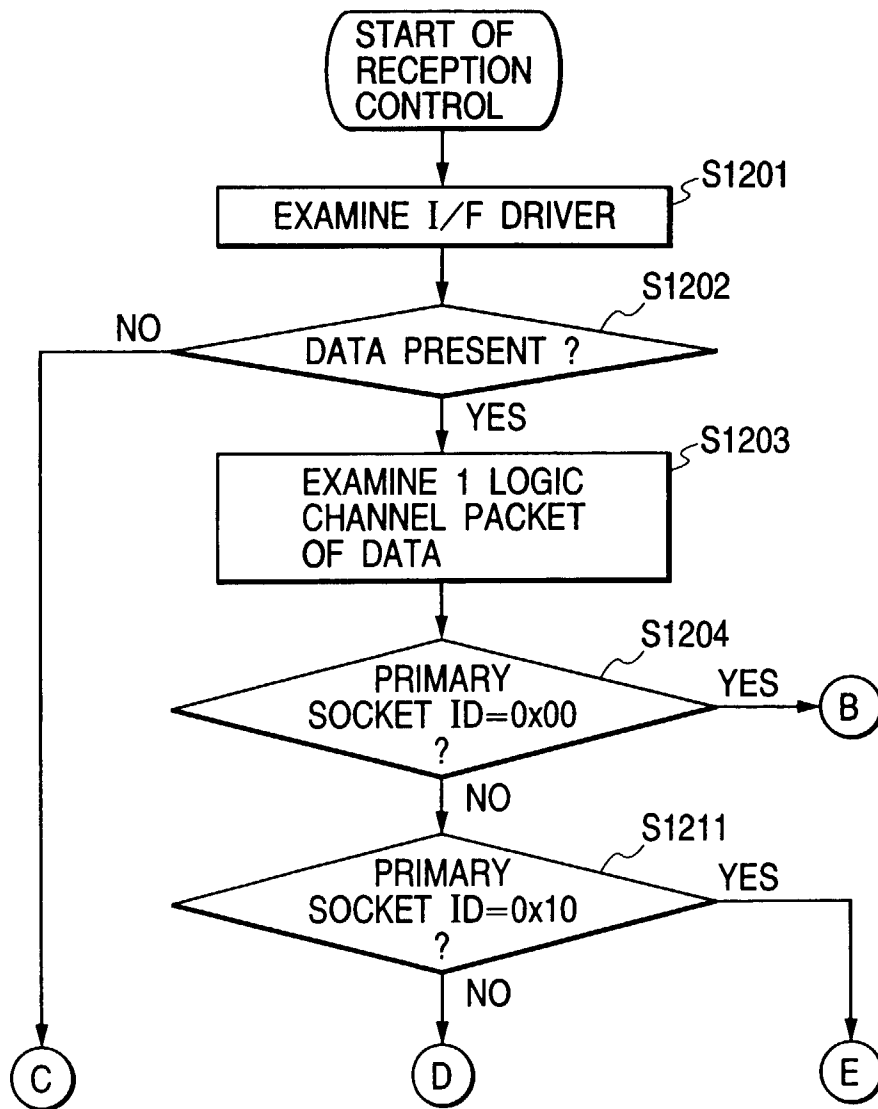 START OF
RECEPTION
CONTROL
S1201
EXAMINE I/F DRIVER
S1202
NO
DATA PRESENT ?
YES
S1203
EXAMINE 1 LOGIC
CHANNEL PACKET
OF DATA
S1204
PRIMARY
SOCKET ID=0x00
?
YES
B
NO
S1211
PRIMARY
SOCKET ID=0x10
?
YES
NO
C
D
E